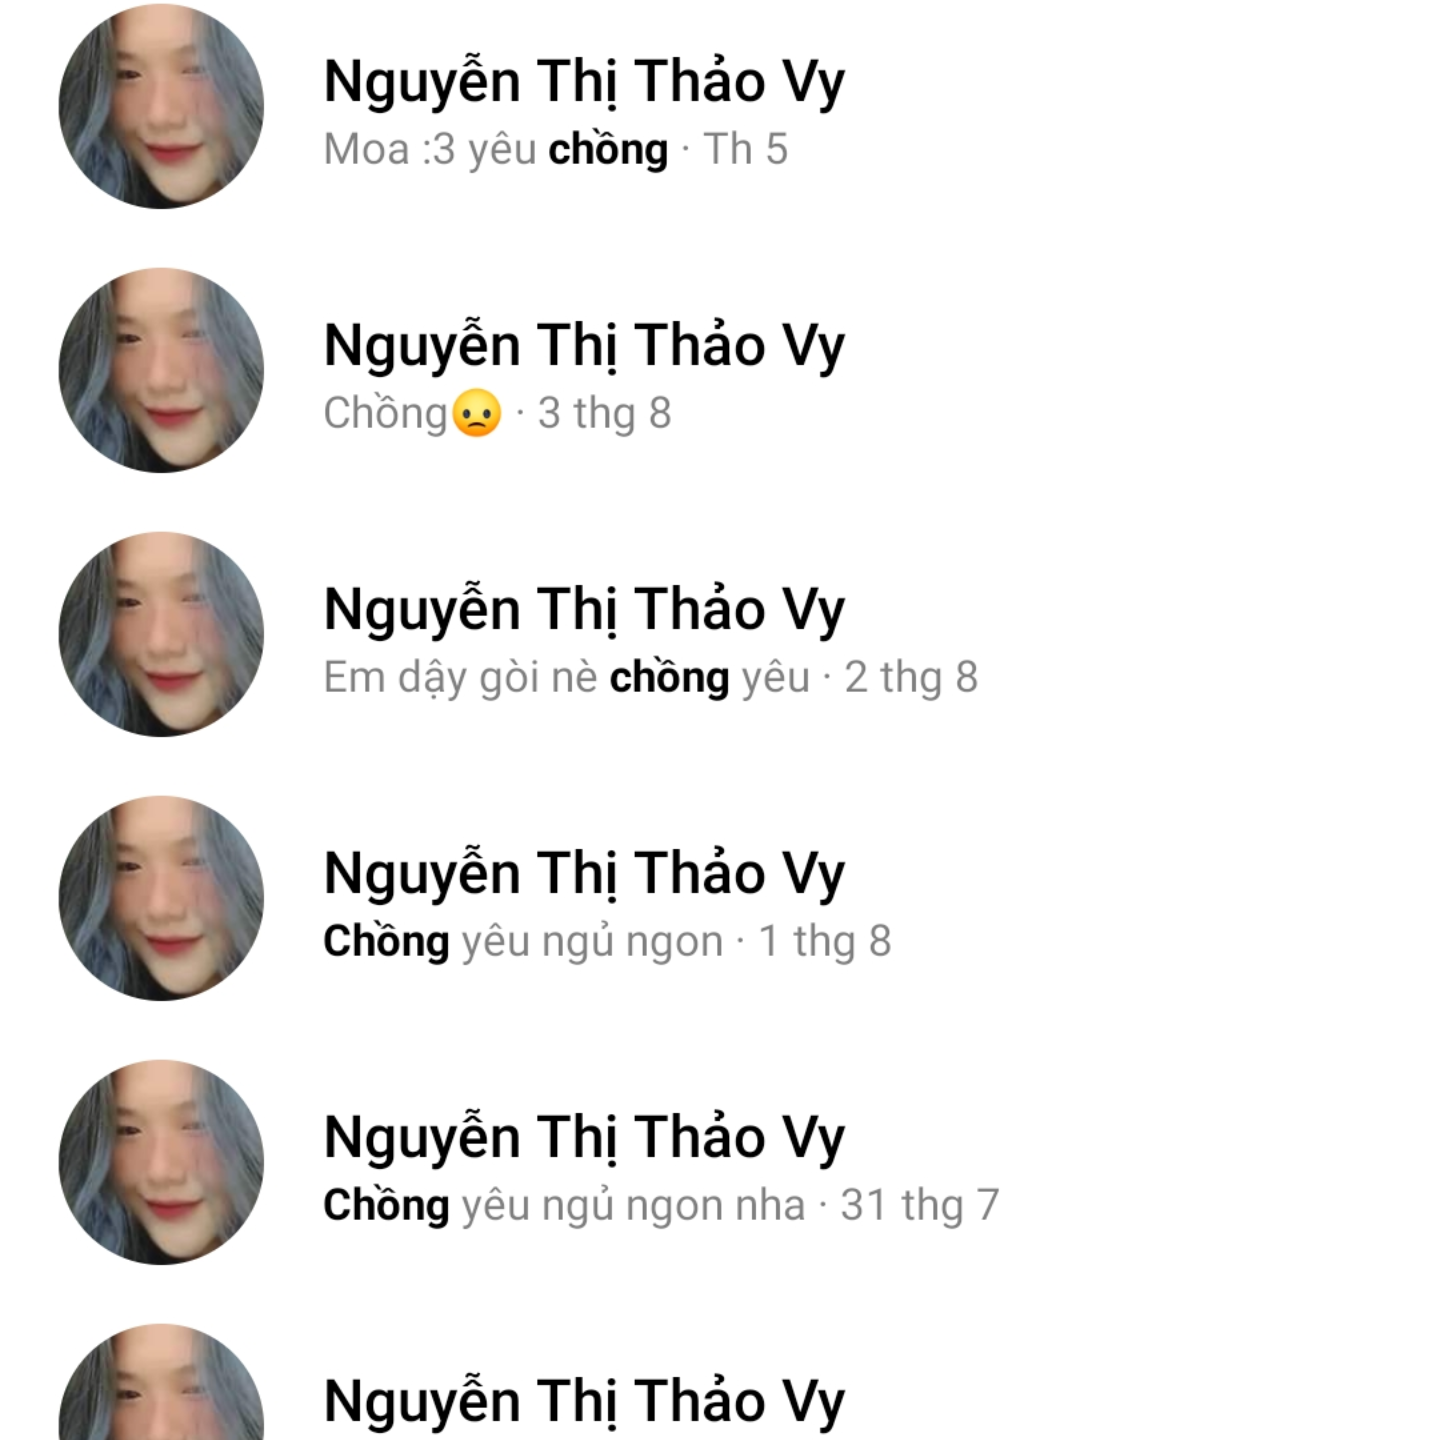 Nguyễn Thị Thảo Vy
Moa :3 yêu chồng · Th 5
Nguyễn Thị Thảo Vy
Chồng😞 · 3 thg 8
Nguyễn Thị Thảo Vy
Em dậy gòi nè chồng yêu · 2 thg 8
Nguyễn Thị Thảo Vy
Chồng yêu ngủ ngon · 1 thg 8
Nguyễn Thị Thảo Vy
Chồng yêu ngủ ngon nha · 31 thg 7
Nguyễn Thị Thảo Vy